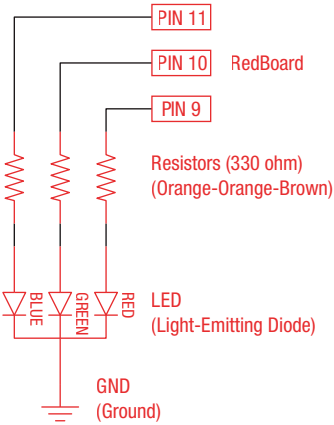 PIN 11
PIN 10 RedBoard
PIN 9
Resistors (330 ohm)
(Orange-Orange-Brown)
BLUE
GREEN
RED
LED
(Light-Emitting Diode)
GND
(Ground)